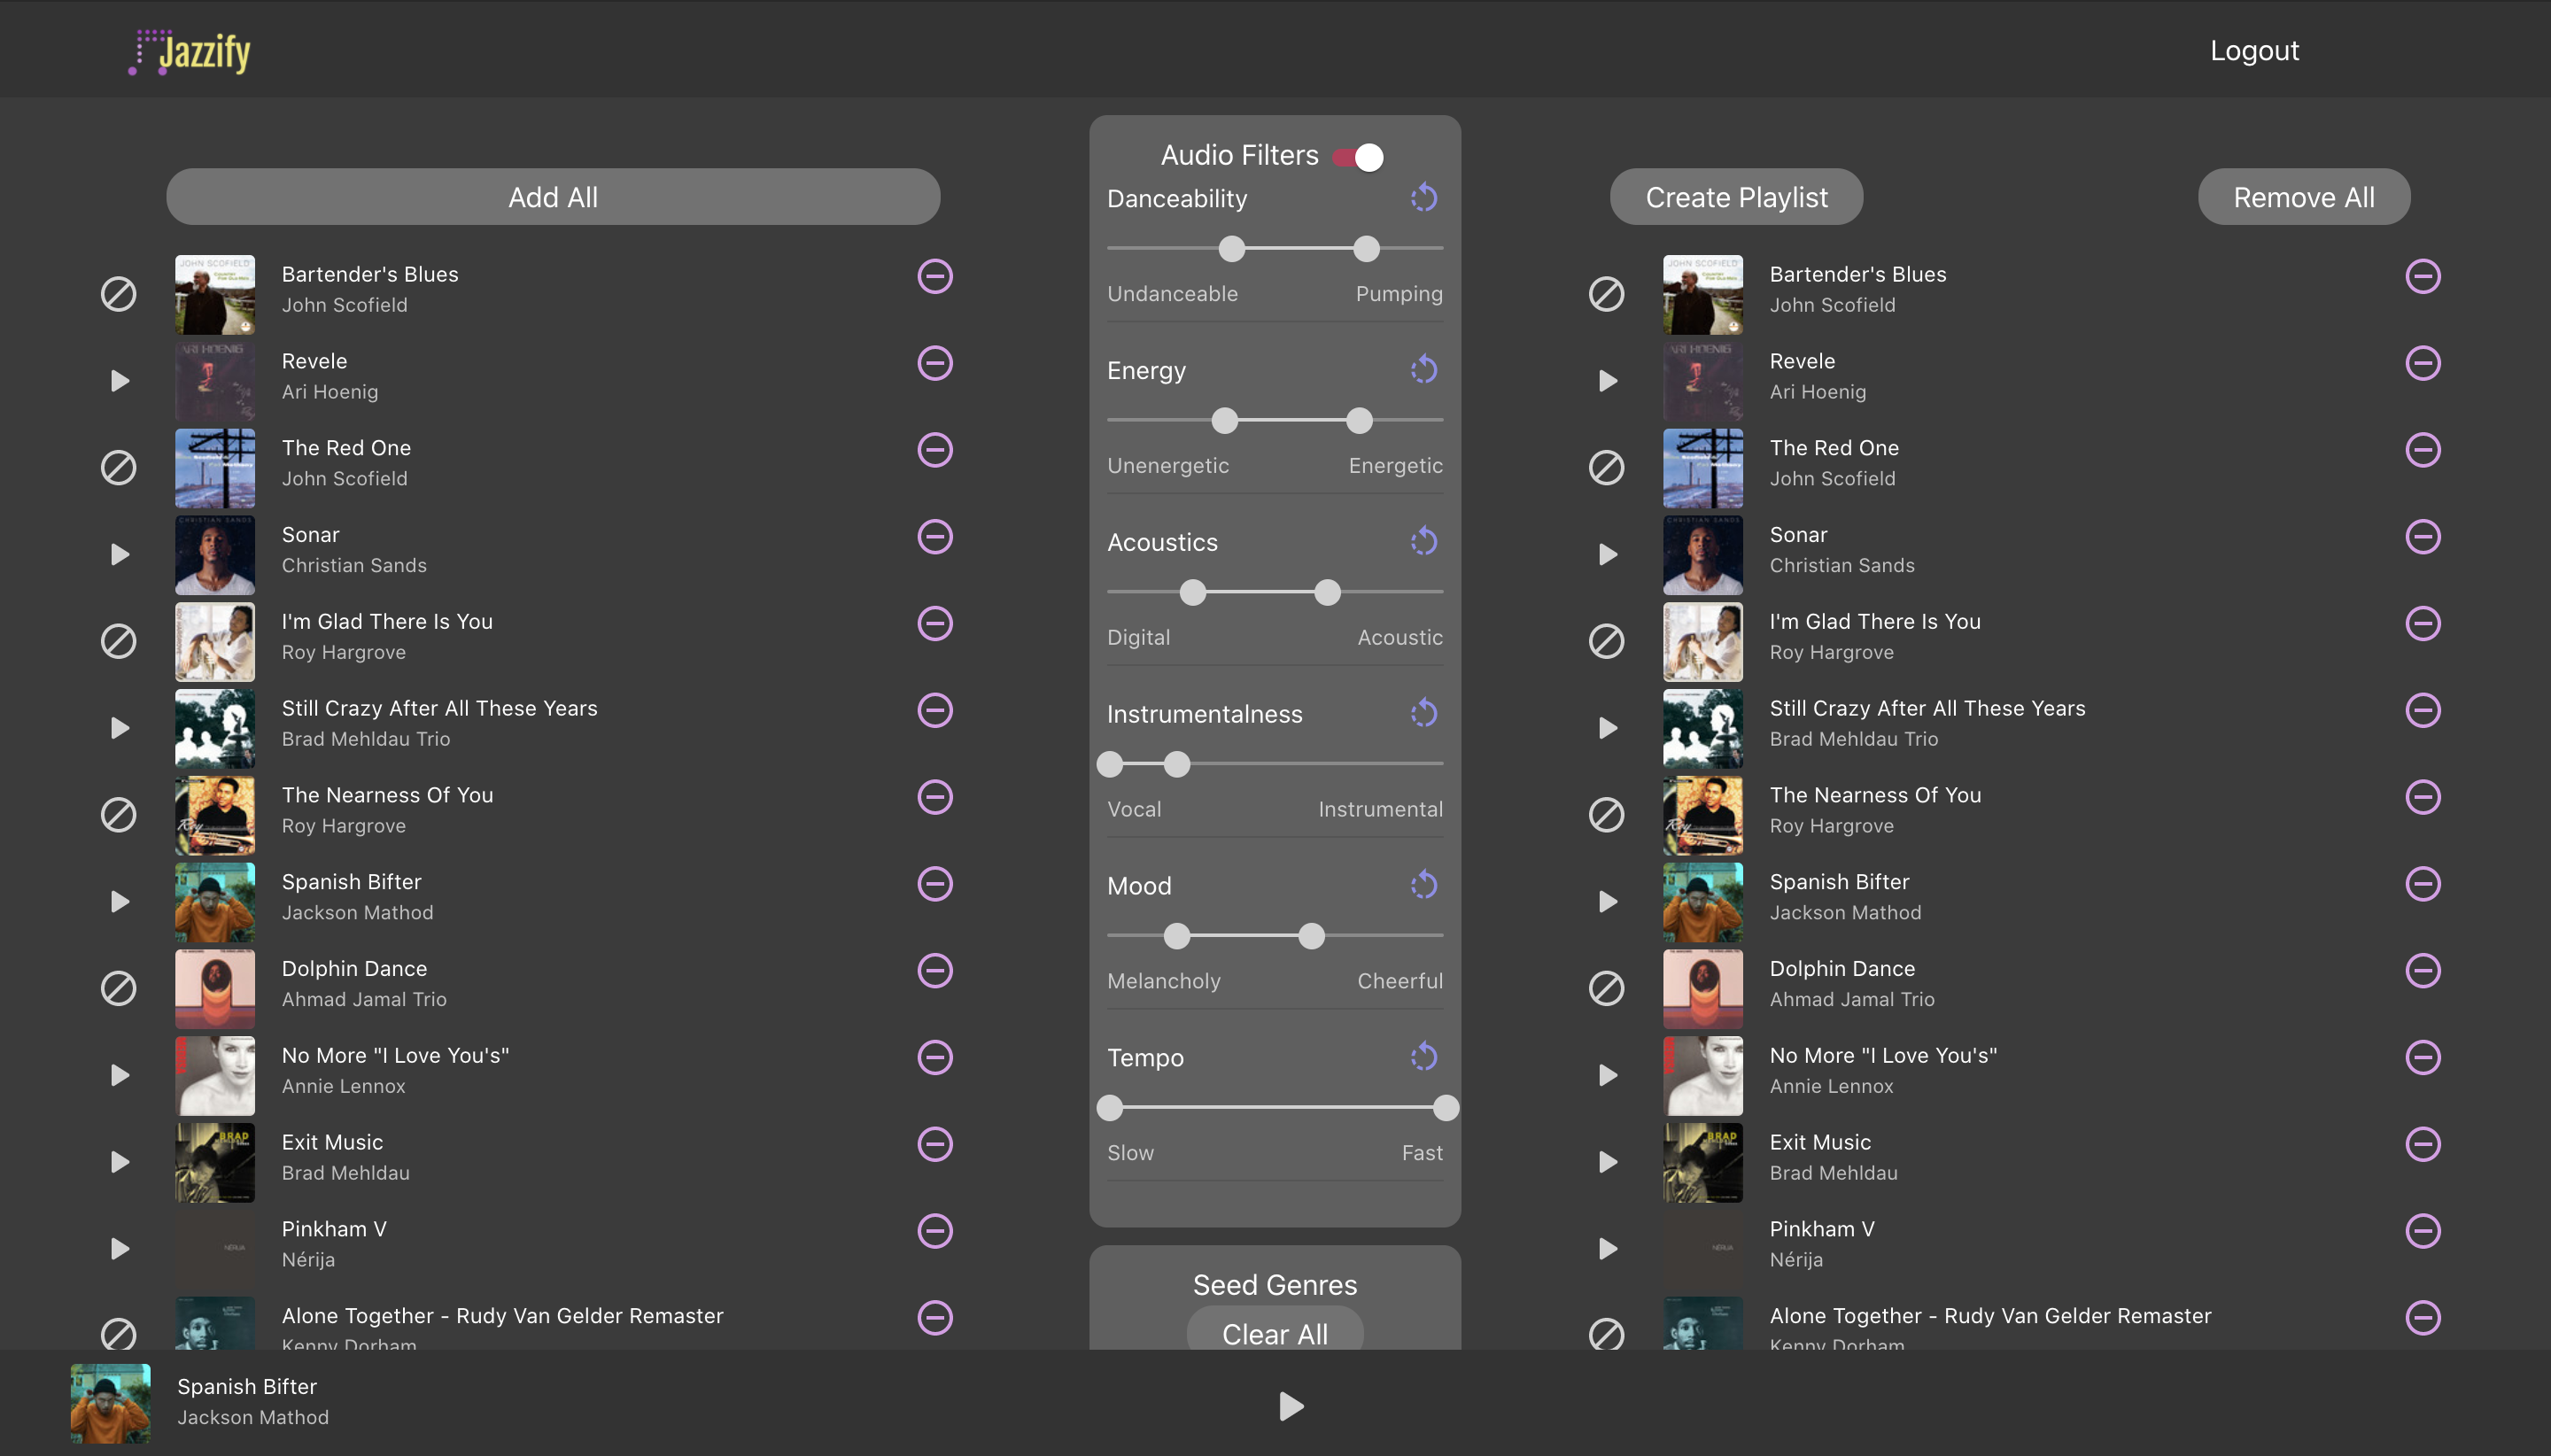 Jazzify
Logout
Add All
Bartender's Blues
John Scofield
Revele
Ari Hoenig
The Red One
John Scofield
Sonar
Christian Sands
I'm Glad There Is You
Roy Hargrove
Still Crazy After All These Years
Brad Mehldau Trio
The Nearness Of You
Roy Hargrove
Spanish Bifter
Jackson Mathod
Dolphin Dance
Ahmad Jamal Trio
No More "I Love You's"
Annie Lennox
Exit Music
Brad Mehldau
Pinkham V
Nérija
Alone Together - Rudy Van Gelder Remaster
Kenny Dorham
Audio Filters
Danceability
Undanceable Pumping
Energy
Unenergetic Energetic
Acoustics
Digital Acoustic
Instrumentalness
Vocal Instrumental
Mood
Melancholy Cheerful
Tempo
Slow Fast
Seed Genres
Clear All
Create Playlist Remove All
JOHN SCOFIELD
Bartender's Blues
John Scofield
ARI HOENIG
Revele
Ari Hoenig
The Red One
John Scofield
CHRISTIAN SANDS
Sonar
Christian Sands
I'm Glad There Is You
Roy Hargrove
Still Crazy After All These Years
Brad Mehldau Trio
The Nearness Of You
Roy Hargrove
Spanish Bifter
Jackson Mathod
Dolphin Dance
Ahmad Jamal Trio
No More "I Love You's"
Annie Lennox
BRAD
Exit Music
Brad Mehldau
NÉRIJA
Pinkham V
Nérija
Alone Together - Rudy Van Gelder Remaster
Kenny Dorham
Spanish Bifter
Jackson Mathod